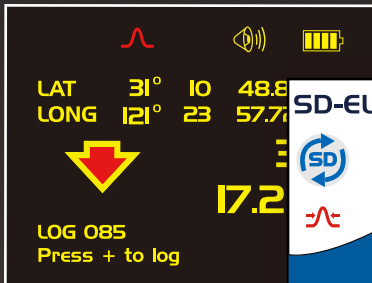 LAT 31° 10 48.8
LONG 121° 23 57.72
17.2
LOG 085
Press + to log
SD-EU
SD